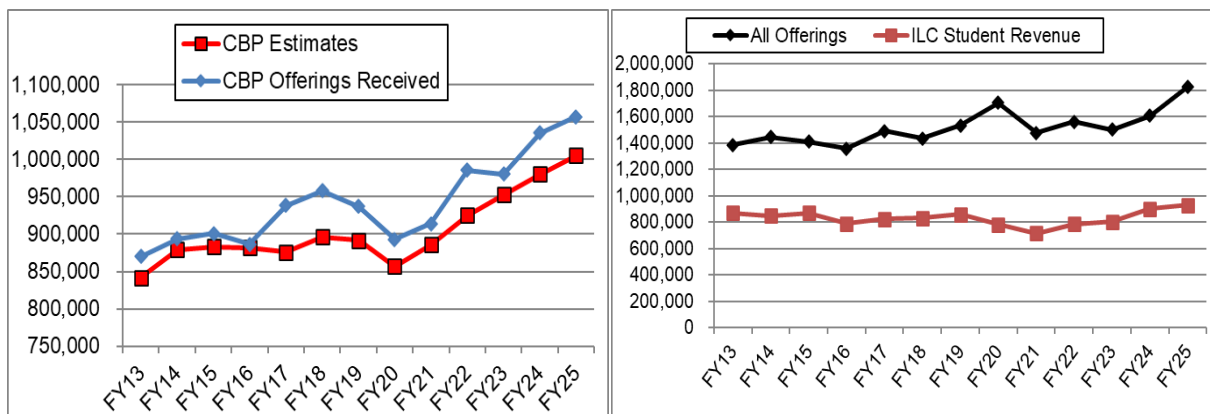 CBP Estimates
CBP Offerings Received
1,100,000
1,050,000
1,000,000
950,000
900,000
850,000
800,000
750,000
FY13
FY14
FY15
FY16
FY17
FY18
FY19
FY20
FY21
FY22
FY23
FY24
FY25
All Offerings ILC Student Revenue
2,000,000
1,800,000
1,600,000
1,400,000
1,200,000
1,000,000
800,000
600,000
400,000
200,000
0
FY13
FY14
FY15
FY16
FY17
FY18
FY19
FY20
FY21
FY22
FY23
FY24
FY25